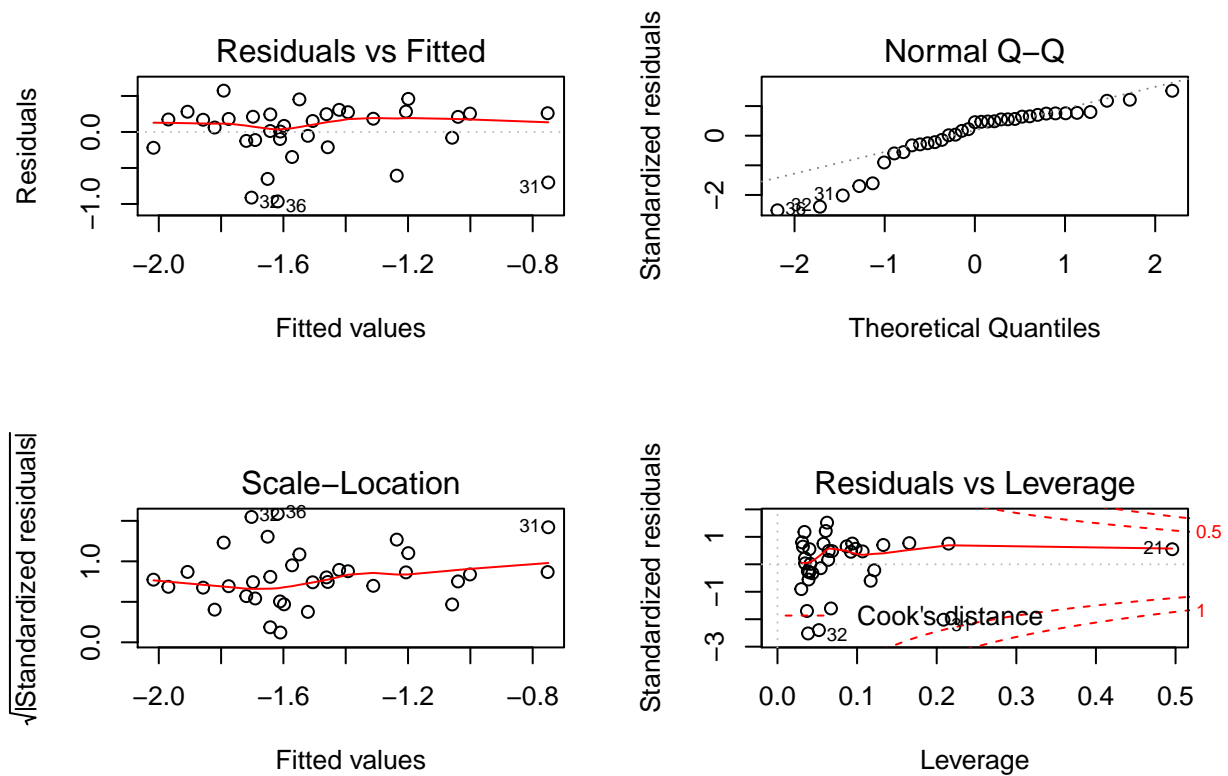 Residuals vs Fitted
Residuals
0.0
−1.0
31
32
36
−2.0 −1.6 −1.2 −0.8
Fitted values
Normal Q−Q
Standardized residuals
0
−2
31
32
36
−2 −1 0 1 2
Theoretical Quantiles
Scale−Location
√|Standardized residuals|
1.0
0.0
32
36
31
−2.0 −1.6 −1.2 −0.8
Fitted values
Residuals vs Leverage
Standardized residuals
1
−1
−3
0.5
21
1
Cook's distance
31
32
0.0 0.1 0.2 0.3 0.4 0.5
Leverage